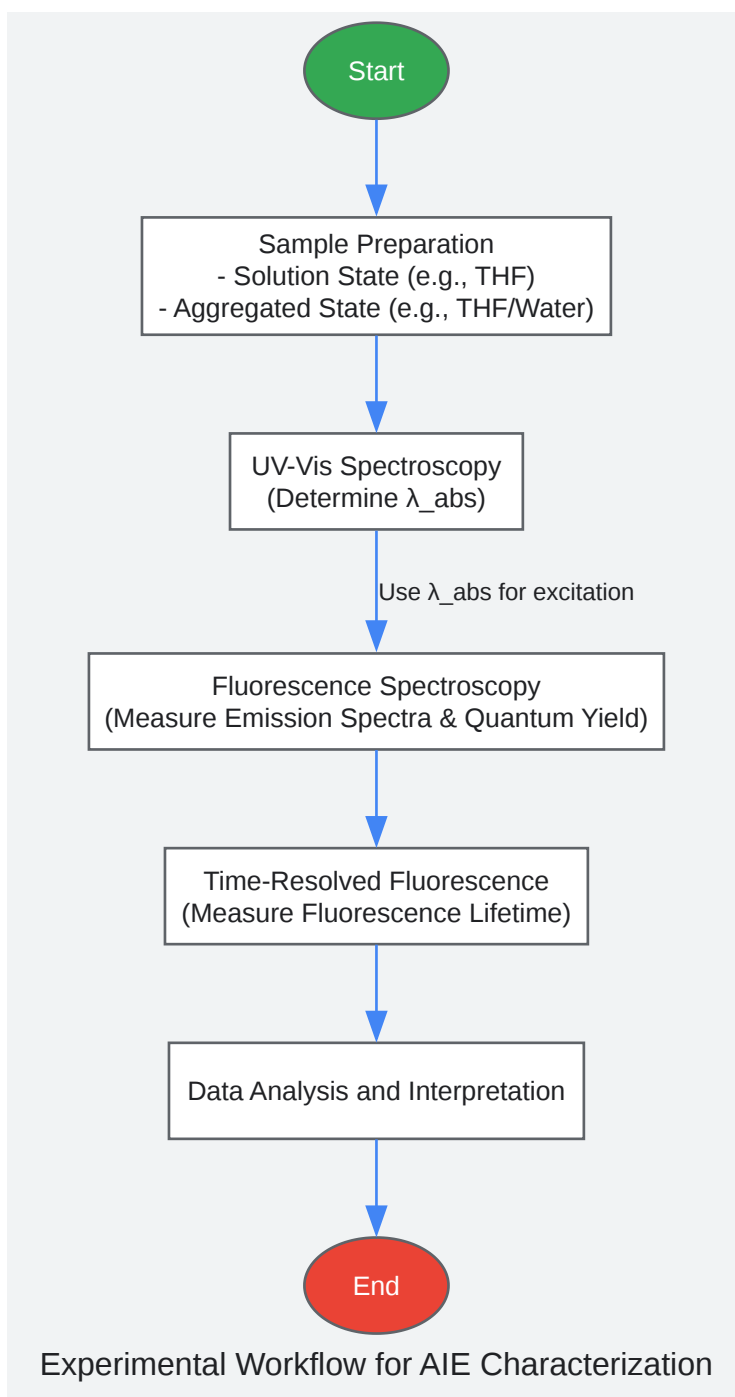 Start
Sample Preparation
- Solution State (e.g., THF)
- Aggregated State (e.g., THF/Water)
UV-Vis Spectroscopy
(Determine λ_abs)
Use λ_abs for excitation
Fluorescence Spectroscopy
(Measure Emission Spectra & Quantum Yield)
Time-Resolved Fluorescence
(Measure Fluorescence Lifetime)
Data Analysis and Interpretation
End
Experimental Workflow for AIE Characterization